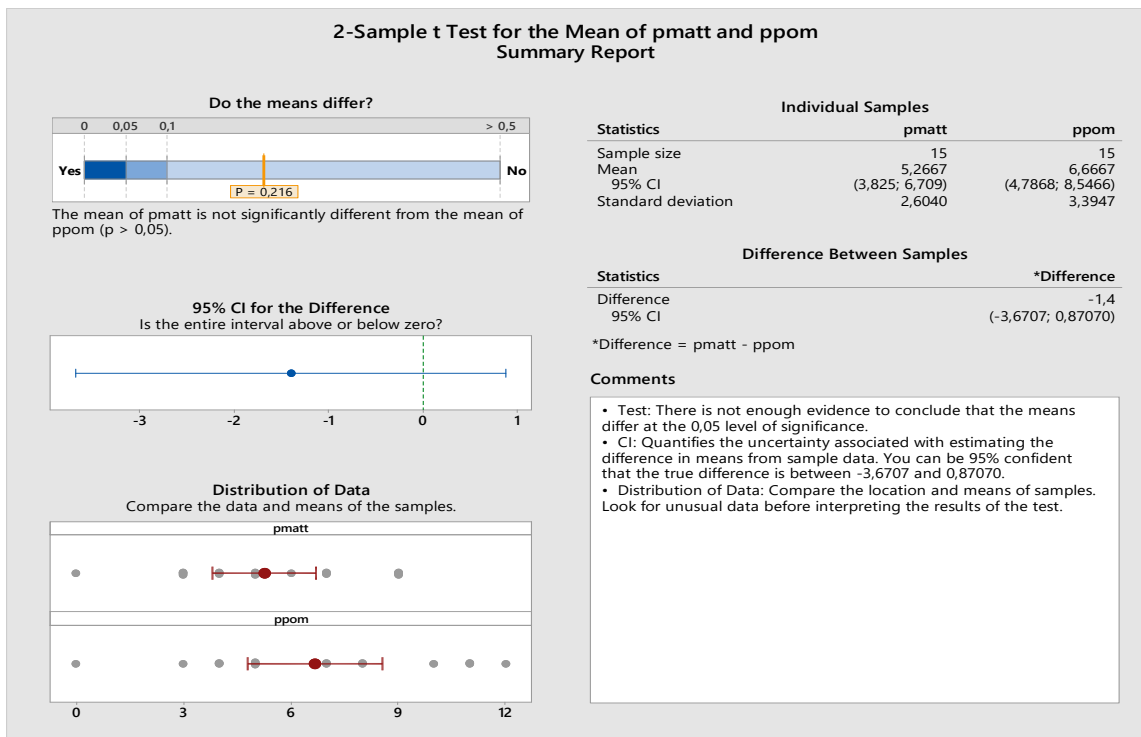 2-Sample t Test for the Mean of pmatt and ppom
Summary Report
Do the means differ?
0 0,05 0,1 > 0,5
Yes No
P = 0,216
The mean of pmatt is not significantly different from the mean of
ppom (p > 0,05).
95% CI for the Difference
Is the entire interval above or below zero?
-3 -2 -1 0 1
Distribution of Data
Compare the data and means of the samples.
pmatt
ppom
0 3 6 9 12
Individual Samples
Statistics pmatt ppom
Sample size 15 15
Mean 5,2667 6,6667
95% CI (3,825; 6,709) (4,7868; 8,5466)
Standard deviation 2,6040 3,3947
Difference Between Samples
Statistics *Difference
Difference -1,4
95% CI (-3,6707; 0,87070)
*Difference = pmatt - ppom
Comments
• Test: There is not enough evidence to conclude that the means
differ at the 0,05 level of significance.
• CI: Quantifies the uncertainty associated with estimating the
difference in means from sample data. You can be 95% confident
that the true difference is between -3,6707 and 0,87070.
• Distribution of Data: Compare the location and means of samples.
Look for unusual data before interpreting the results of the test.